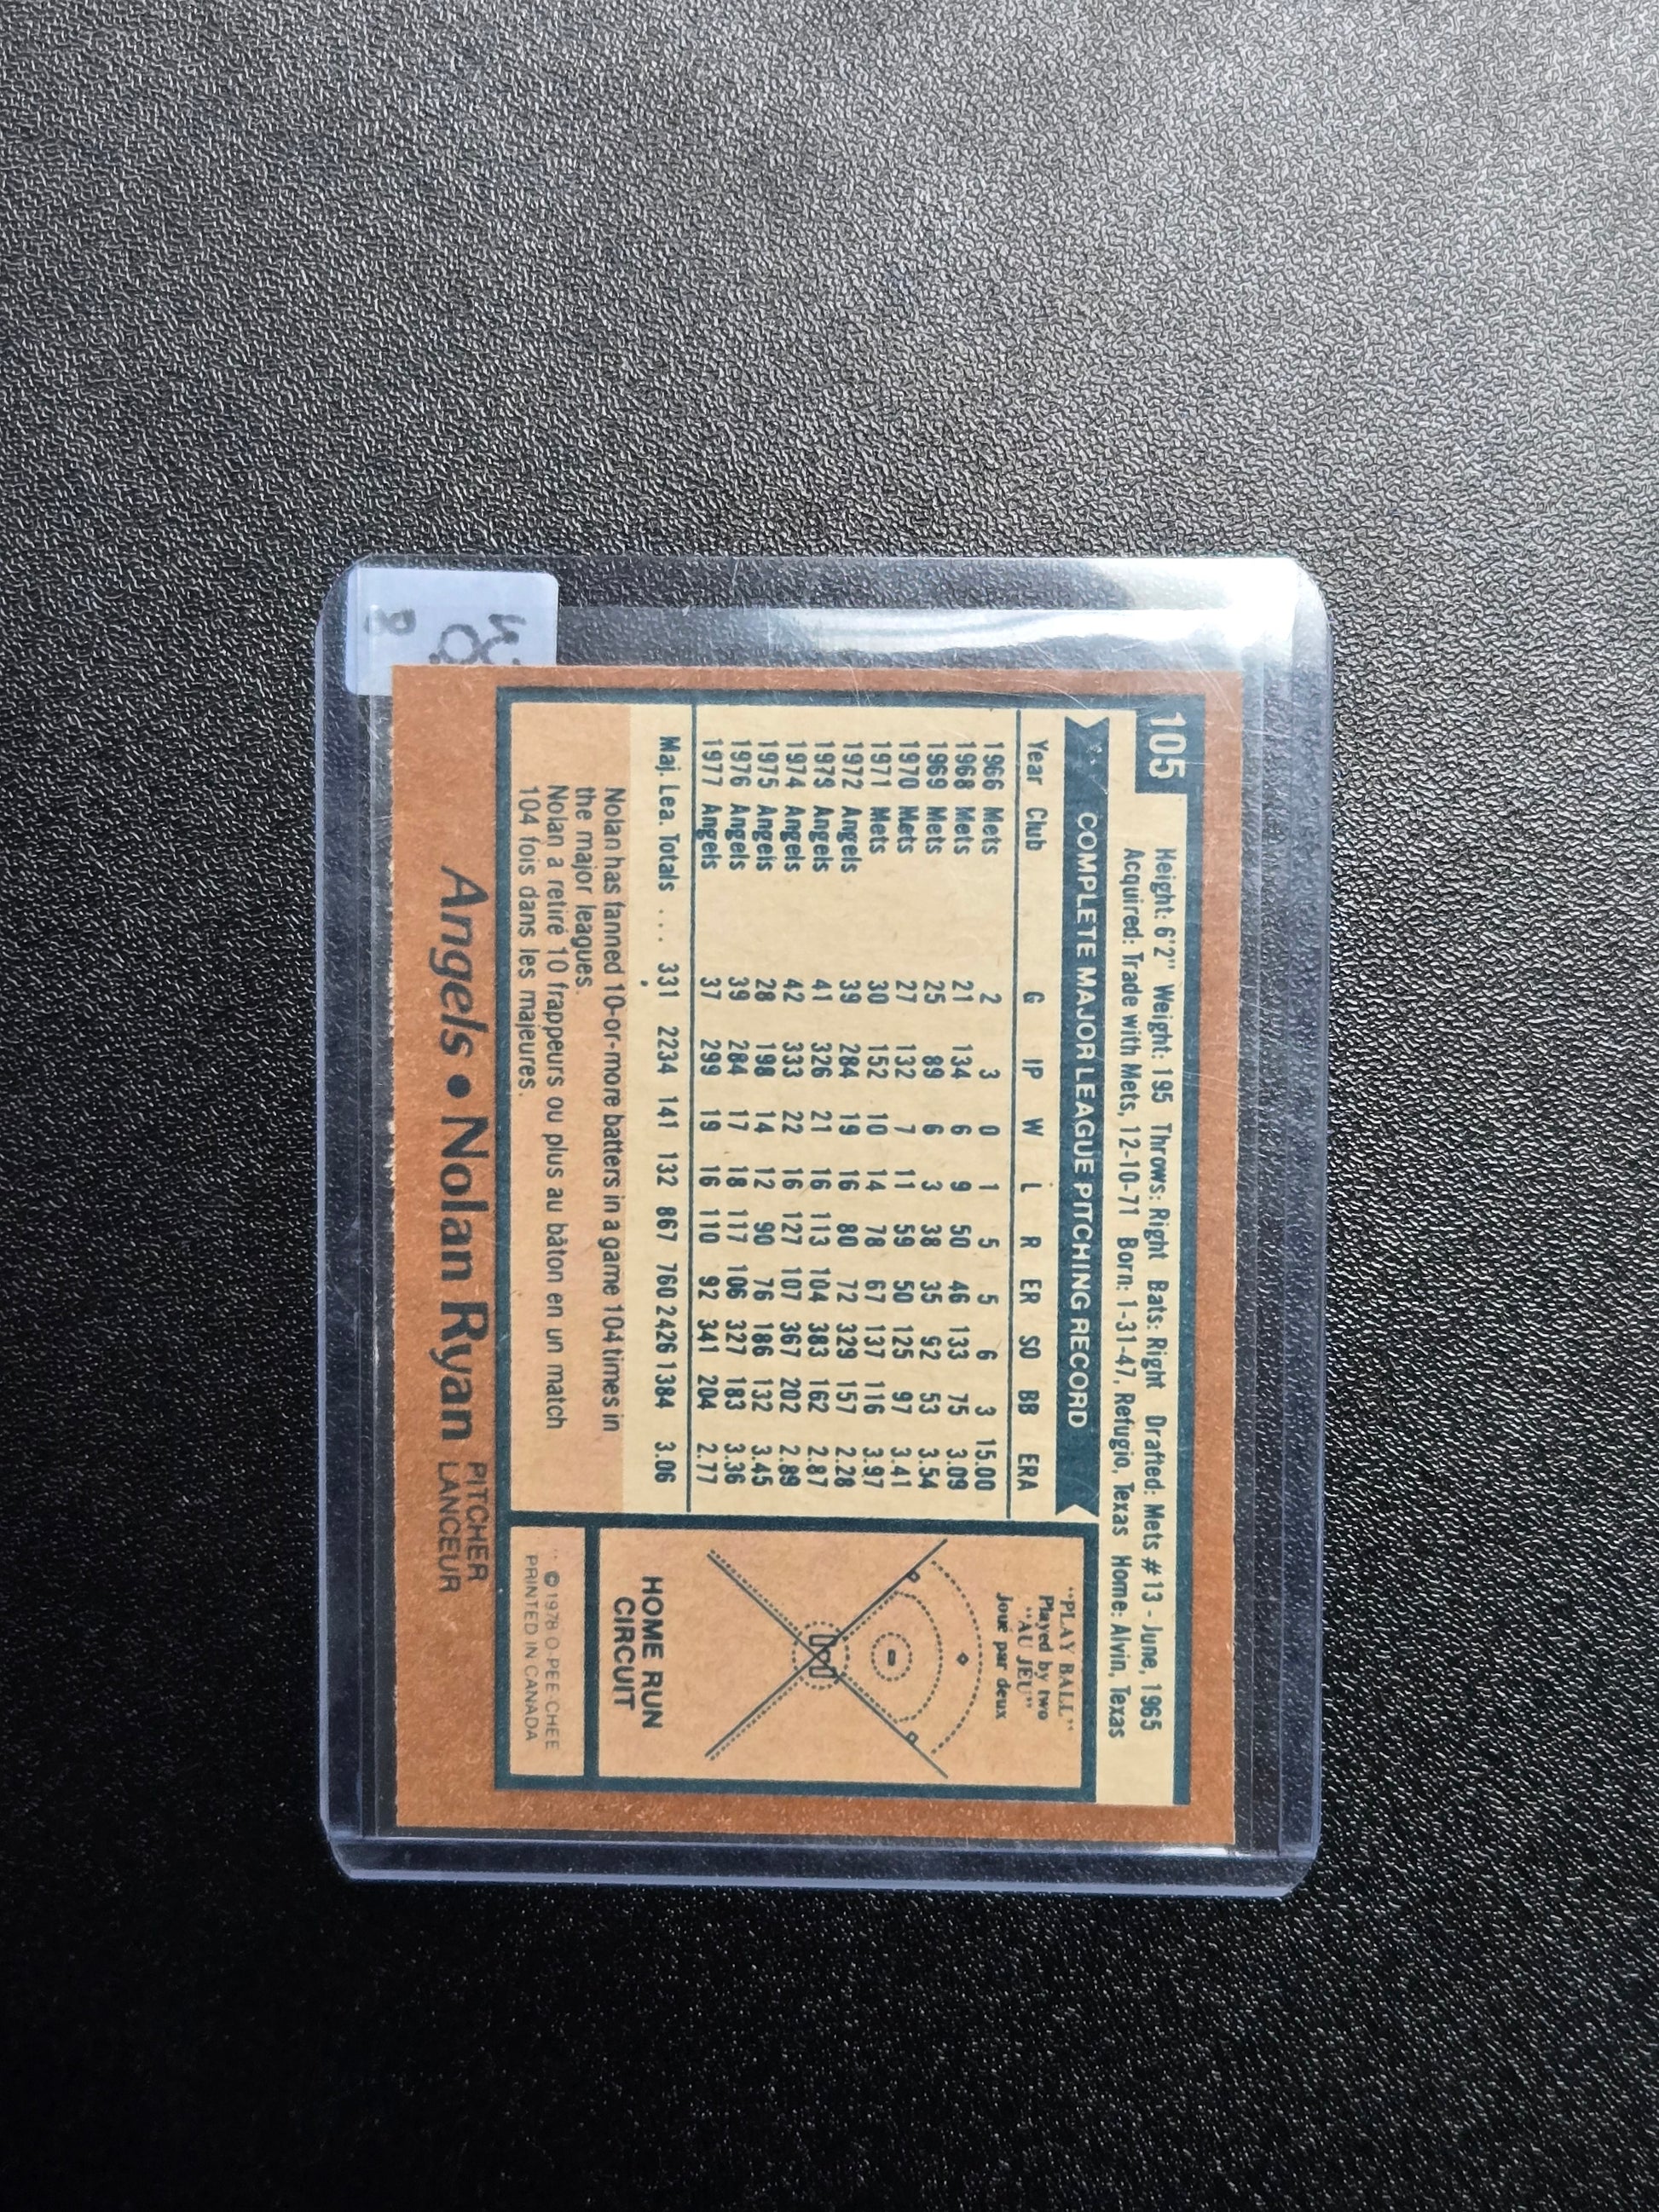 105
Height: 6'2" Weight: 195 Throws: Right Bats: Right Drafted: Mets #13 - June, 1965
Acquired: Trade with Mets, 12-10-71 Born: 1-31-47, Refugio, Texas Home: Alvin, Texas
COMPLETE MAJOR LEAGUE PITCHING RECORD
Year Club G IP W L R ER SO BB ERA
1966 Mets 2 3 0 1 5 5 6 3 15.00
1968 Mets 21 134 6 9 50 46 133 75 3.09
1969 Mets 25 89 6 3 38 35 92 53 3.54
1970 Mets 27 132 7 11 59 50 125 97 3.41
1971 Mets 30 152 10 14 78 67 137 116 3.97
1972 Angels 39 284 19 16 80 72 329 157 2.28
1973 Angels 41 326 21 16 113 104 383 162 2.87
1974 Angels 42 333 22 16 127 107 367 202 2.89
1975 Angels 28 198 14 12 90 76 186 132 3.45
1976 Angels 39 284 17 18 117 106 327 183 3.36
1977 Angels 37 299 19 16 110 92 341 204 2.77
Maj. Lea. Totals ... 331 2234 141 132 867 760 2426 1384 3.06
Nolan has fanned 10-or-more batters in a game 104 times in
the major leagues.
Nolan a retiré 10 frappeurs ou plus au bâton en un match
104 fois dans les majeures.
"PLAY BALL"
Played by two
"AU JEU"
Joué par deux
HOME RUN
CIRCUIT
©1978 O-PEE-CHEE
PRINTED IN CANADA
Angels • Nolan Ryan
PITCHER
LANCEUR